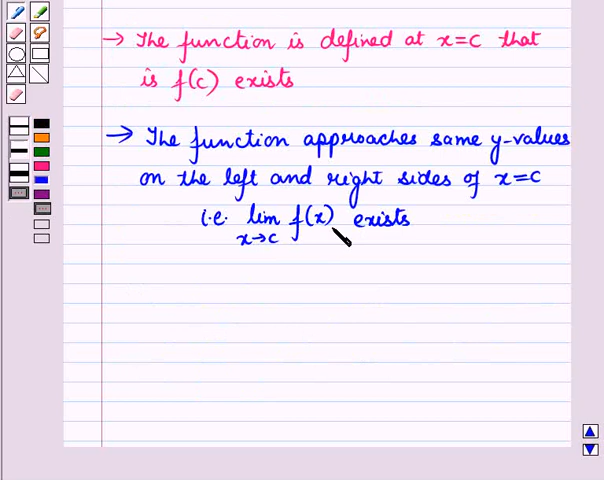 → The function is defined at x=c that
is f(c) exists
→ The function approaches same y-values
on the left and right sides of x=c
i.e. lim f(x) exists
x→c